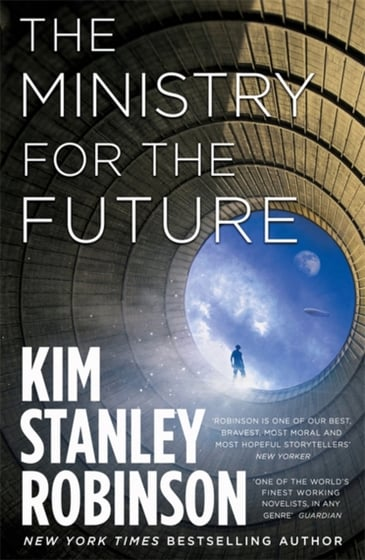 THE
MINISTRY
FOR THE
FUTURE
KIM
STANLEY
ROBINSON
'ROBINSON IS ONE OF OUR BEST,
BRAVEST, MOST MORAL AND
MOST HOPEFUL STORYTELLERS'
NEW YORKER
'ONE OF THE WORLD'S
FINEST WORKING
NOVELISTS, IN ANY
GENRE' GUARDIAN
NEW YORK TIMES BESTSELLING AUTHOR